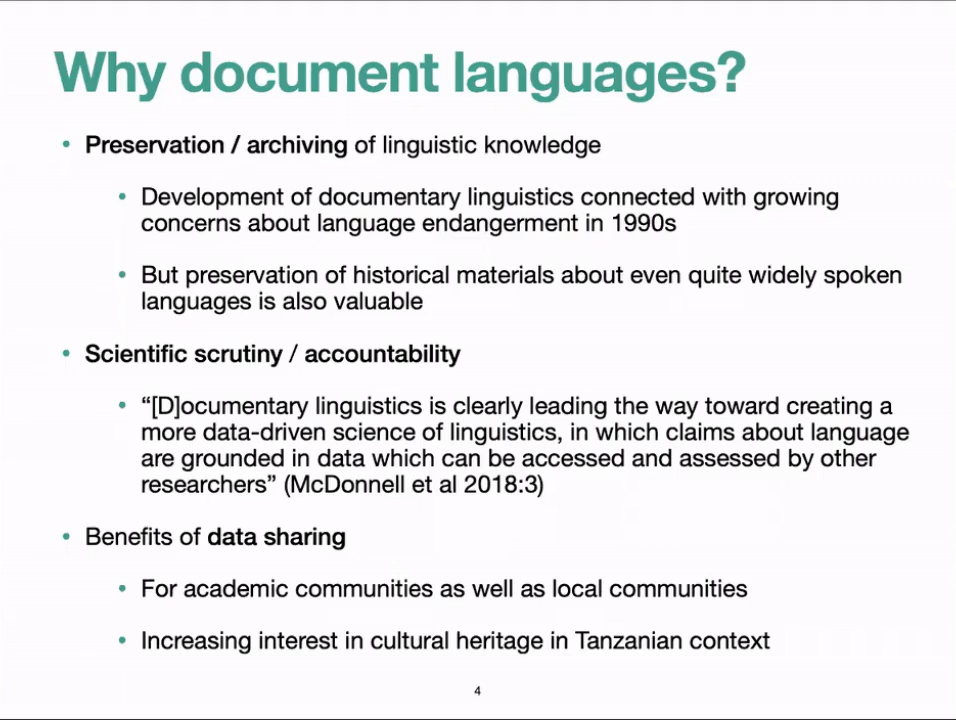 Why document languages?
• Preservation / archiving of linguistic knowledge
• Development of documentary linguistics connected with growing
concerns about language endangerment in 1990s
• But preservation of historical materials about even quite widely spoken
languages is also valuable
• Scientific scrutiny / accountability
• “[D]ocumentary linguistics is clearly leading the way toward creating a
more data-driven science of linguistics, in which claims about language
are grounded in data which can be accessed and assessed by other
researchers” (McDonnell et al 2018:3)
• Benefits of data sharing
• For academic communities as well as local communities
• Increasing interest in cultural heritage in Tanzanian context
4